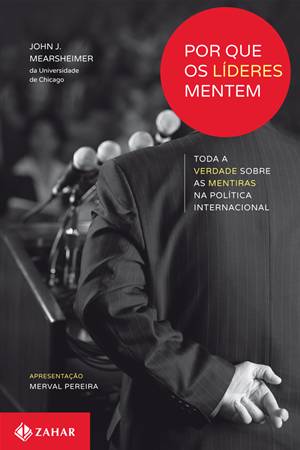 JOHN J.
MEARSHEIMER
da Universidade
de Chicago
POR QUE
OS LÍDERES
MENTEM
TODA A
VERDADE SOBRE
AS MENTIRAS
NA POLÍTICA
INTERNACIONAL
APRESENTAÇÃO
MERVAL PEREIRA
ZAHAR